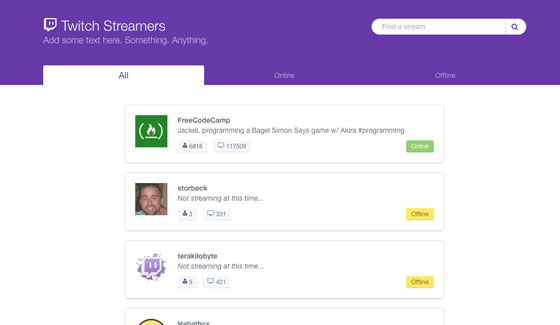 Twitch Streamers
Add some text here. Something. Anything.
Find a stream
All
Online
Offline
FreeCodeCamp
JackeL programming a Bagel Simon Says game w/ Akira #programming
6818
117509
Online
storbeck
Not streaming at this time...
3
331
Offline
terakilobyte
Not streaming at this time...
9
421
Offline